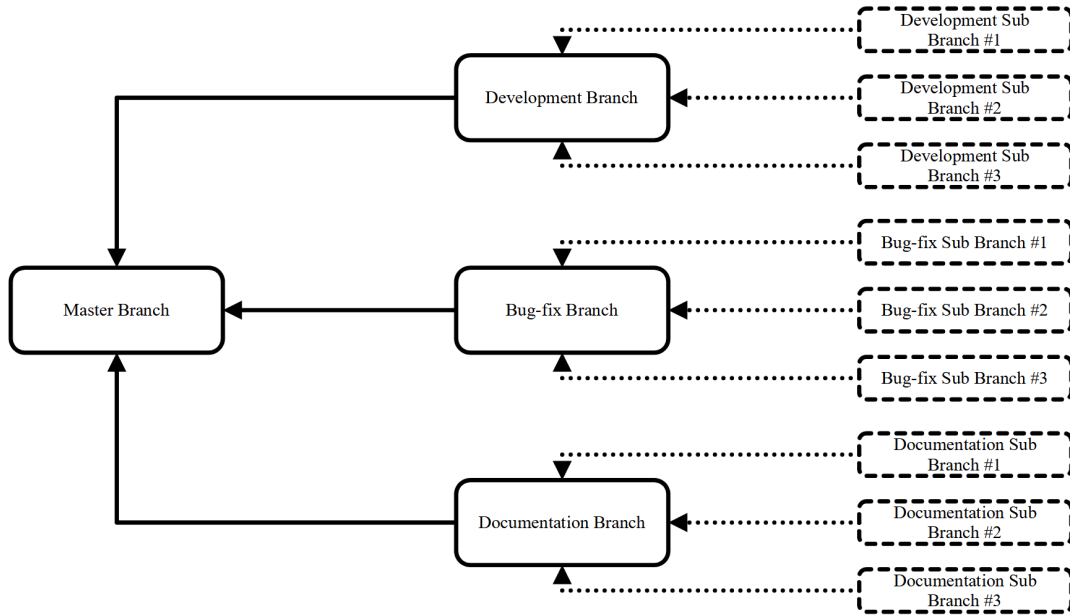 Development Sub
Branch #1
Development Branch
Development Sub
Branch #2
Development Sub
Branch #3
Bug-fix Sub Branch #1
Master Branch
Bug-fix Branch
Bug-fix Sub Branch #2
Bug-fix Sub Branch #3
Documentation Sub
Branch #1
Documentation Branch
Documentation Sub
Branch #2
Documentation Sub
Branch #3